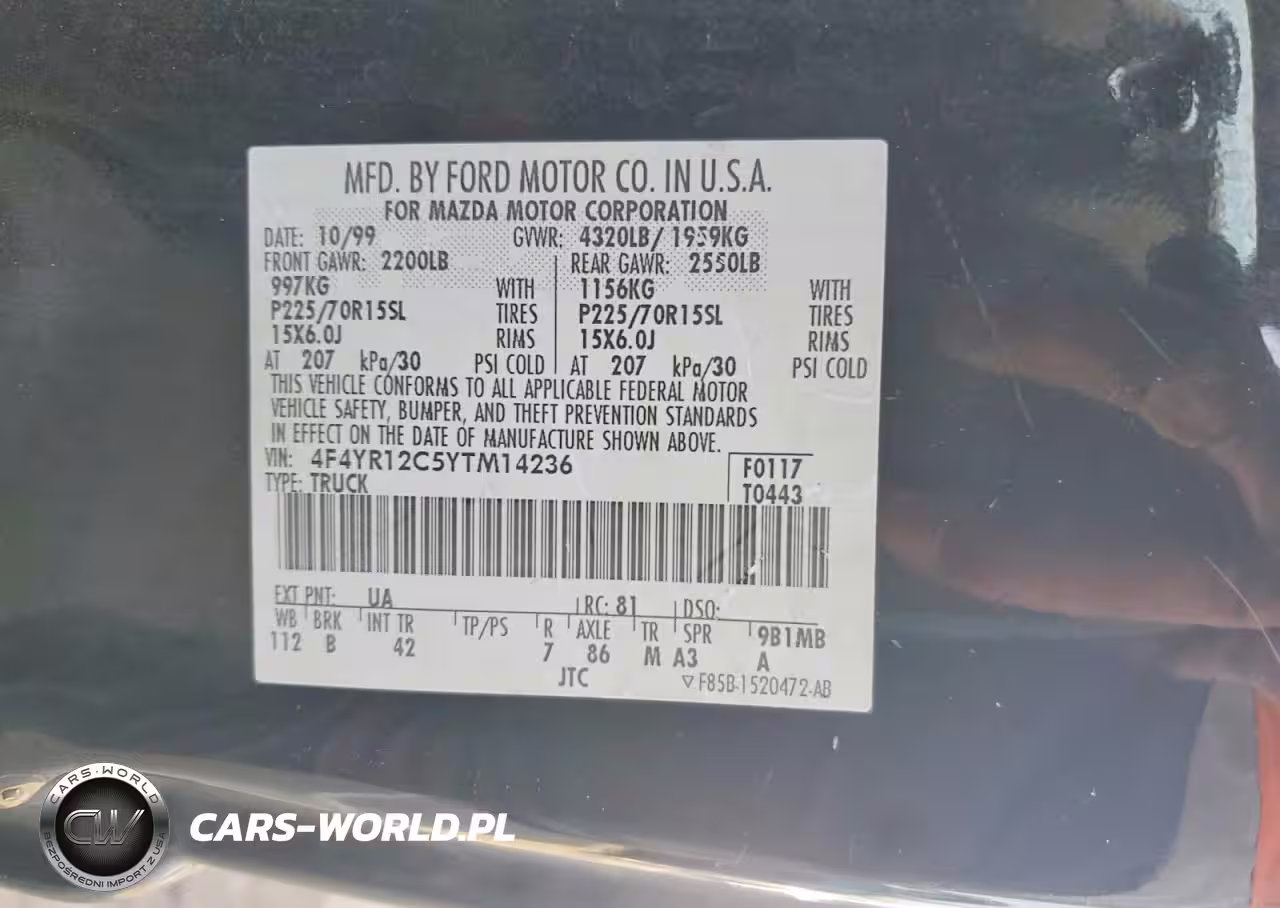 MFD. BY FORD MOTOR CO. IN U.S.A.
FOR MAZDA MOTOR CORPORATION
DATE: 10/99 GVWR: 4320LB/ 1959KG
FRONT GAWR: 2200LB REAR GAWR: 2550LB
997KG WITH 1156KG WITH
P225/70R15SL TIRES P225/70R15SL TIRES
15X6.0J RIMS 15X6.0J RIMS
AT 207 kPa/30 PSI COLD AT 207 kPa/30 PSI COLD
THIS VEHICLE CONFORMS TO ALL APPLICABLE FEDERAL MOTOR
VEHICLE SAFETY, BUMPER, AND THEFT PREVENTION STANDARDS
IN EFFECT ON THE DATE OF MANUFACTURE SHOWN ABOVE.
VIN: 4F4YR12C5YTM14236 F0117
TYPE: TRUCK T0443
EXT PNT: UA RC: 81 DSO:
WB BRK INT TR TP/PS R AXLE TR SPR 9B1MB
112 B 42 7 86 M A3 A
JTC ▽ F85B-1520472-AB
CARS-WORLD
CW
BEZPOŚREDNI IMPORT Z USA
CARS-WORLD.PL